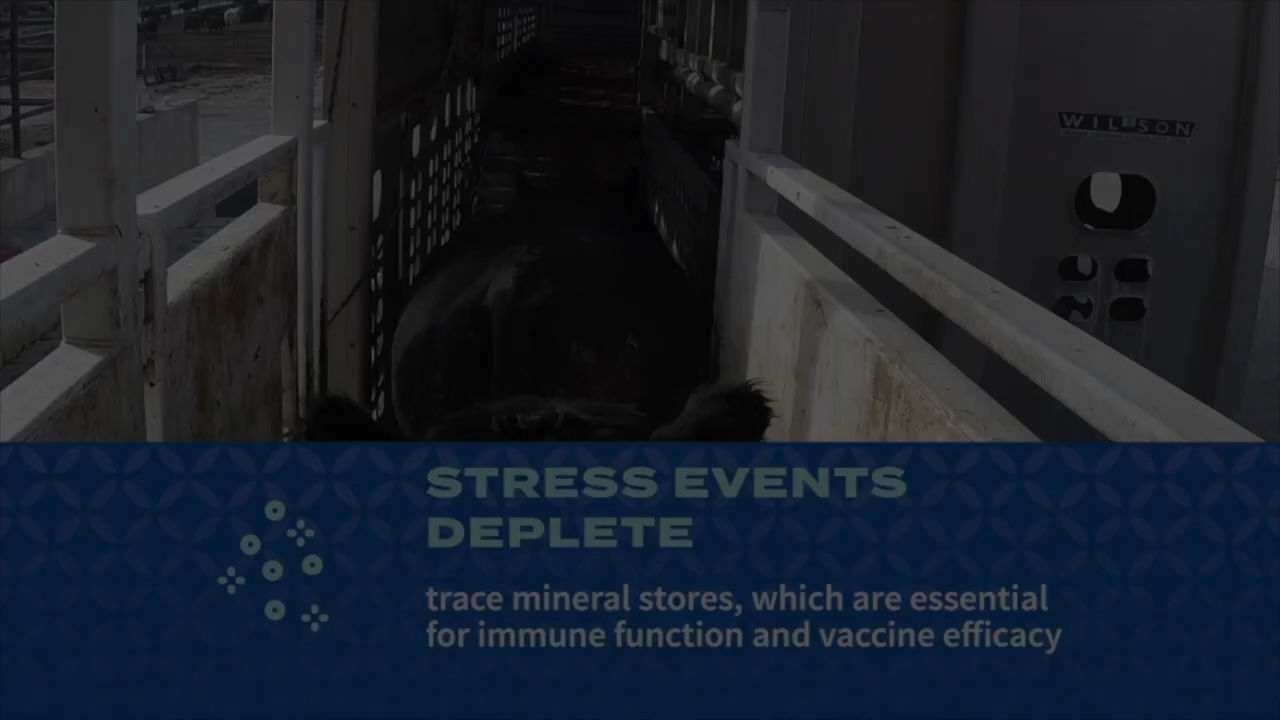 WILSON
STRESS EVENTS
DEPLETE
trace mineral stores, which are essential
for immune function and vaccine efficacy